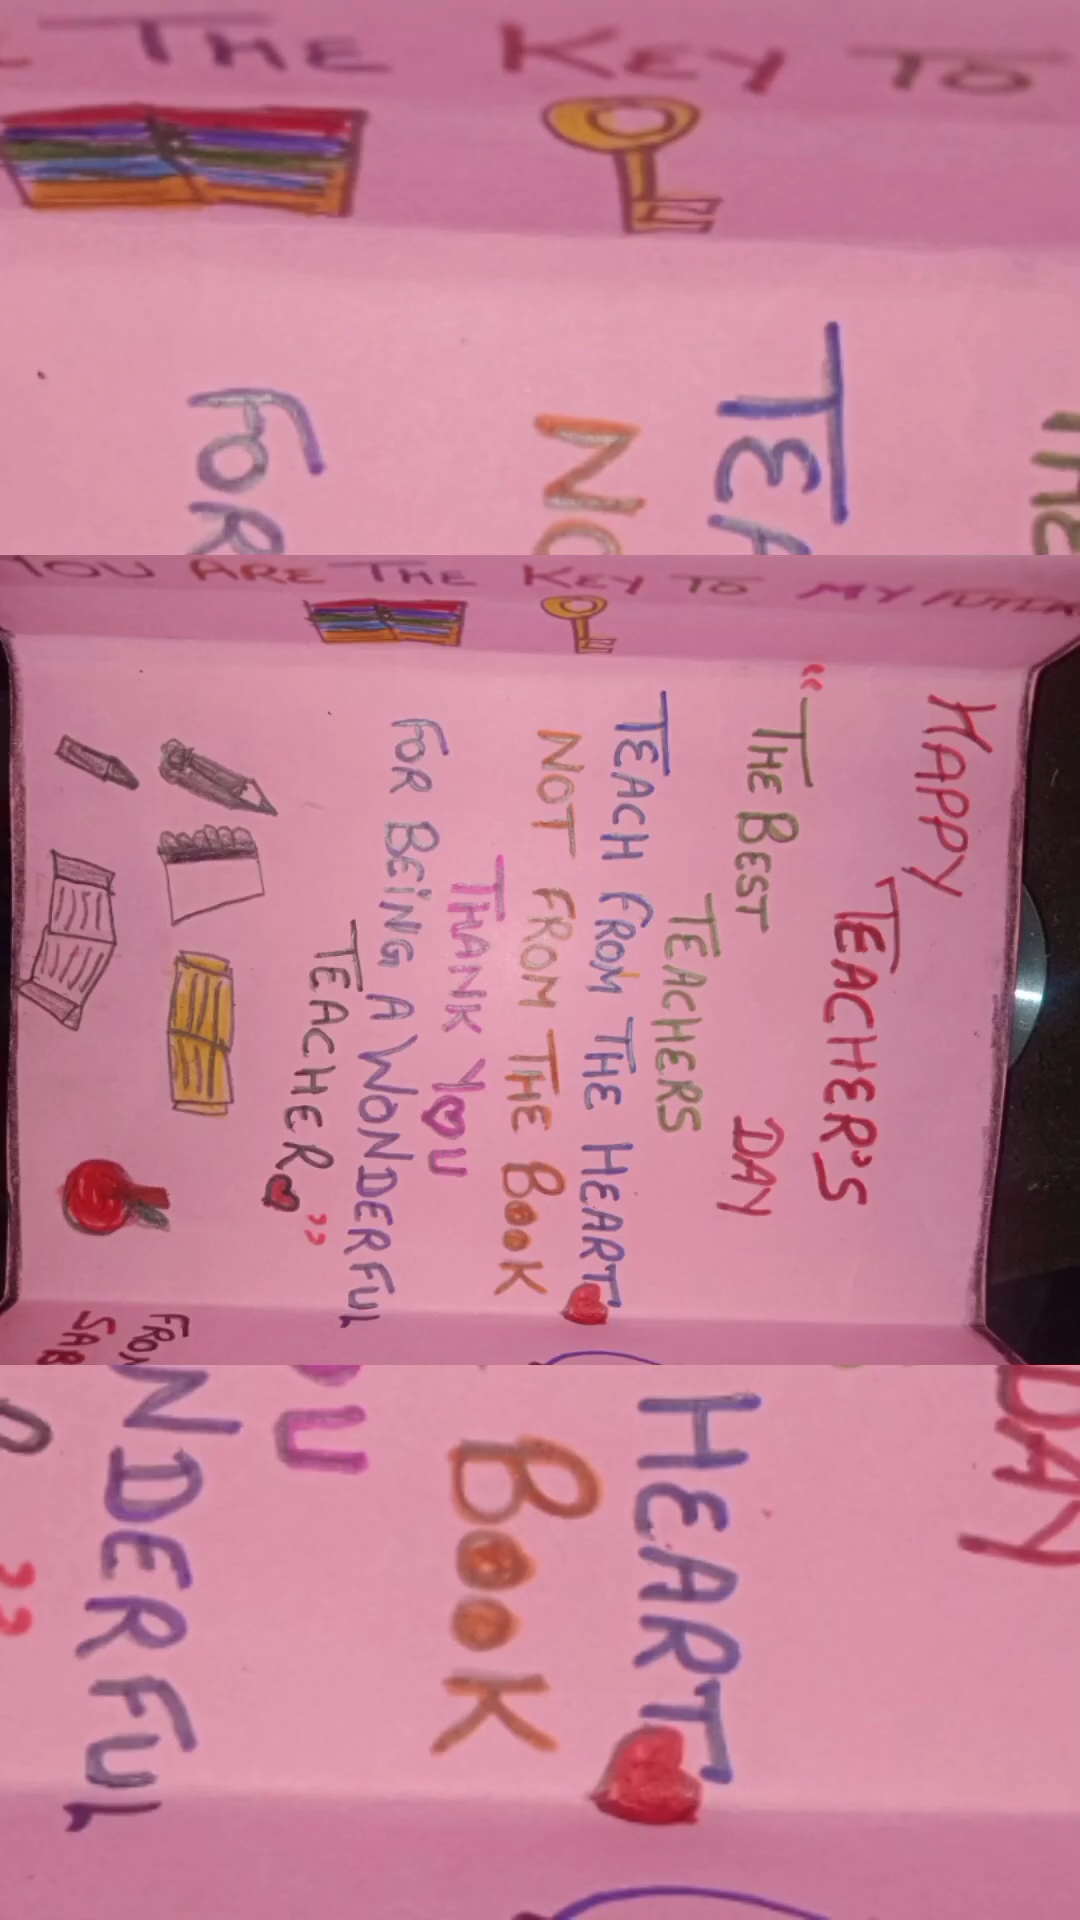 YOU ARE THE KEY TO MY FUTURE
HAPPY
TEACHER'S
DAY
“THE BEST
TEACHERS
TEACH FROM THE HEART
NOT FROM THE BOOK
THANK YOU
FOR BEING A WONDERFUL
TEACHER ”
FROM